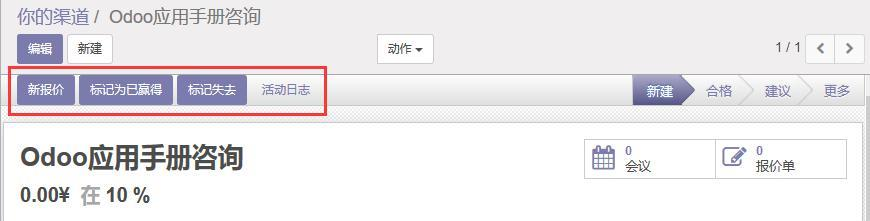 你的渠道 / Odoo应用手册咨询
编辑 新建 动作 1 / 1
新报价 标记为已赢得 标记失去 活动日志 新建 合格 建议 更多
Odoo应用手册咨询
0 会议
0 报价单
0.00¥ 在 10 %